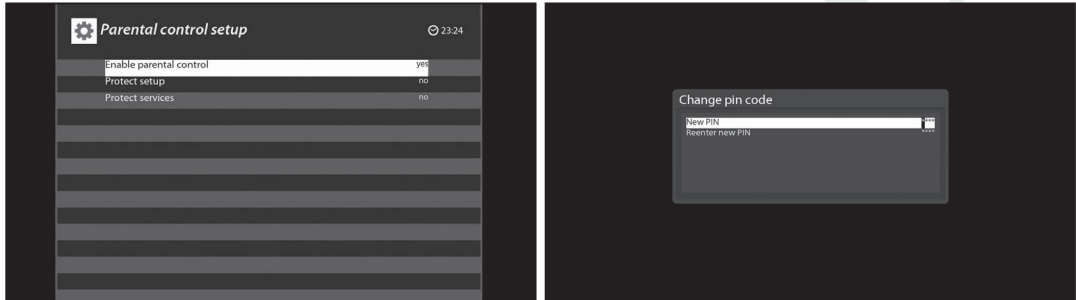 Parental control setup 23:24
Enable parental control yes
Protect setup no
Protect services no
Change pin code
New PIN ****
Reenter new PIN ****